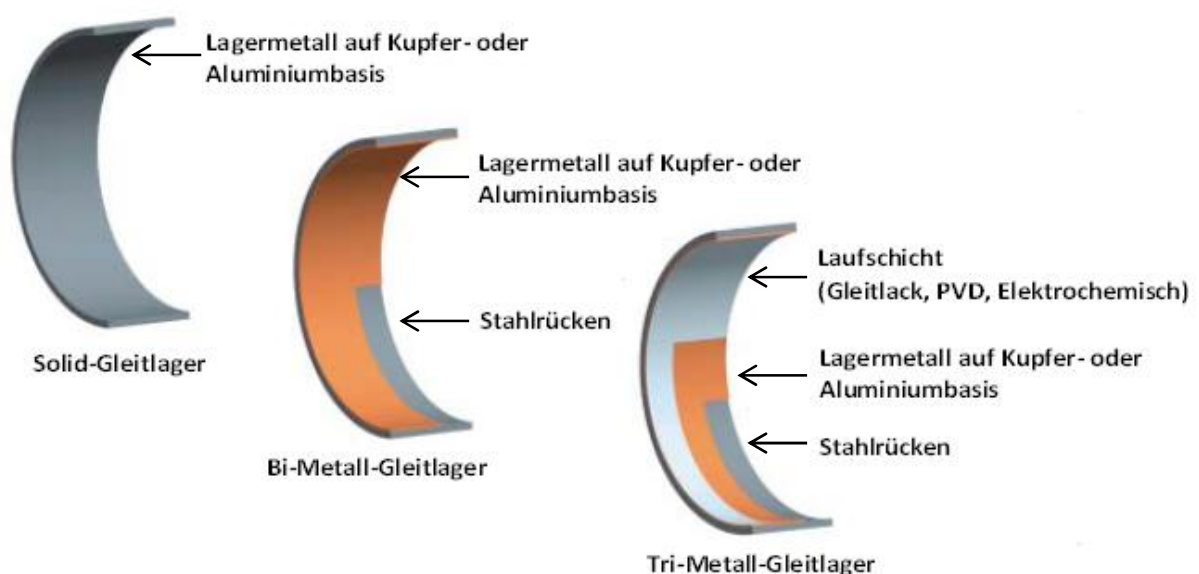 Lagermetall auf Kupfer- oder
Aluminiumbasis
Solid-Gleitlager
Lagermetall auf Kupfer- oder
Aluminiumbasis
Stahlrücken
Bi-Metall-Gleitlager
Laufschicht
(Gleitlack, PVD, Elektrochemisch)
Lagermetall auf Kupfer- oder
Aluminiumbasis
Stahlrücken
Tri-Metall-Gleitlager